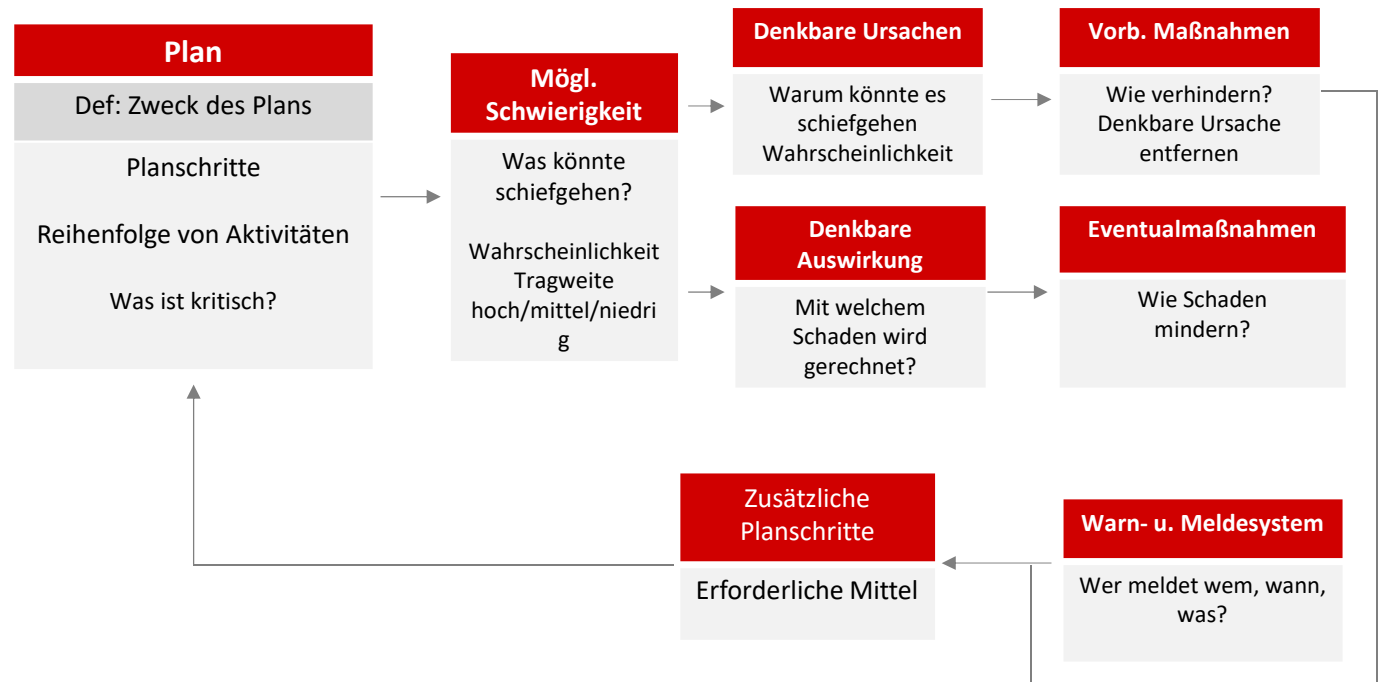 Plan
Def: Zweck des Plans
Planschritte
Reihenfolge von Aktivitäten
Was ist kritisch?
Mögl.
Schwierigkeit
Was könnte
schiefgehen?
Wahrscheinlichkeit
Tragweite
hoch/mittel/niedri
g
Denkbare Ursachen
Warum könnte es
schiefgehen
Wahrscheinlichkeit
Vorb. Maßnahmen
Wie verhindern?
Denkbare Ursache
entfernen
Denkbare
Auswirkung
Mit welchem
Schaden wird
gerechnet?
Eventualmaßnahmen
Wie Schaden
mindern?
Zusätzliche
Planschritte
Erforderliche Mittel
Warn- u. Meldesystem
Wer meldet wem, wann,
was?